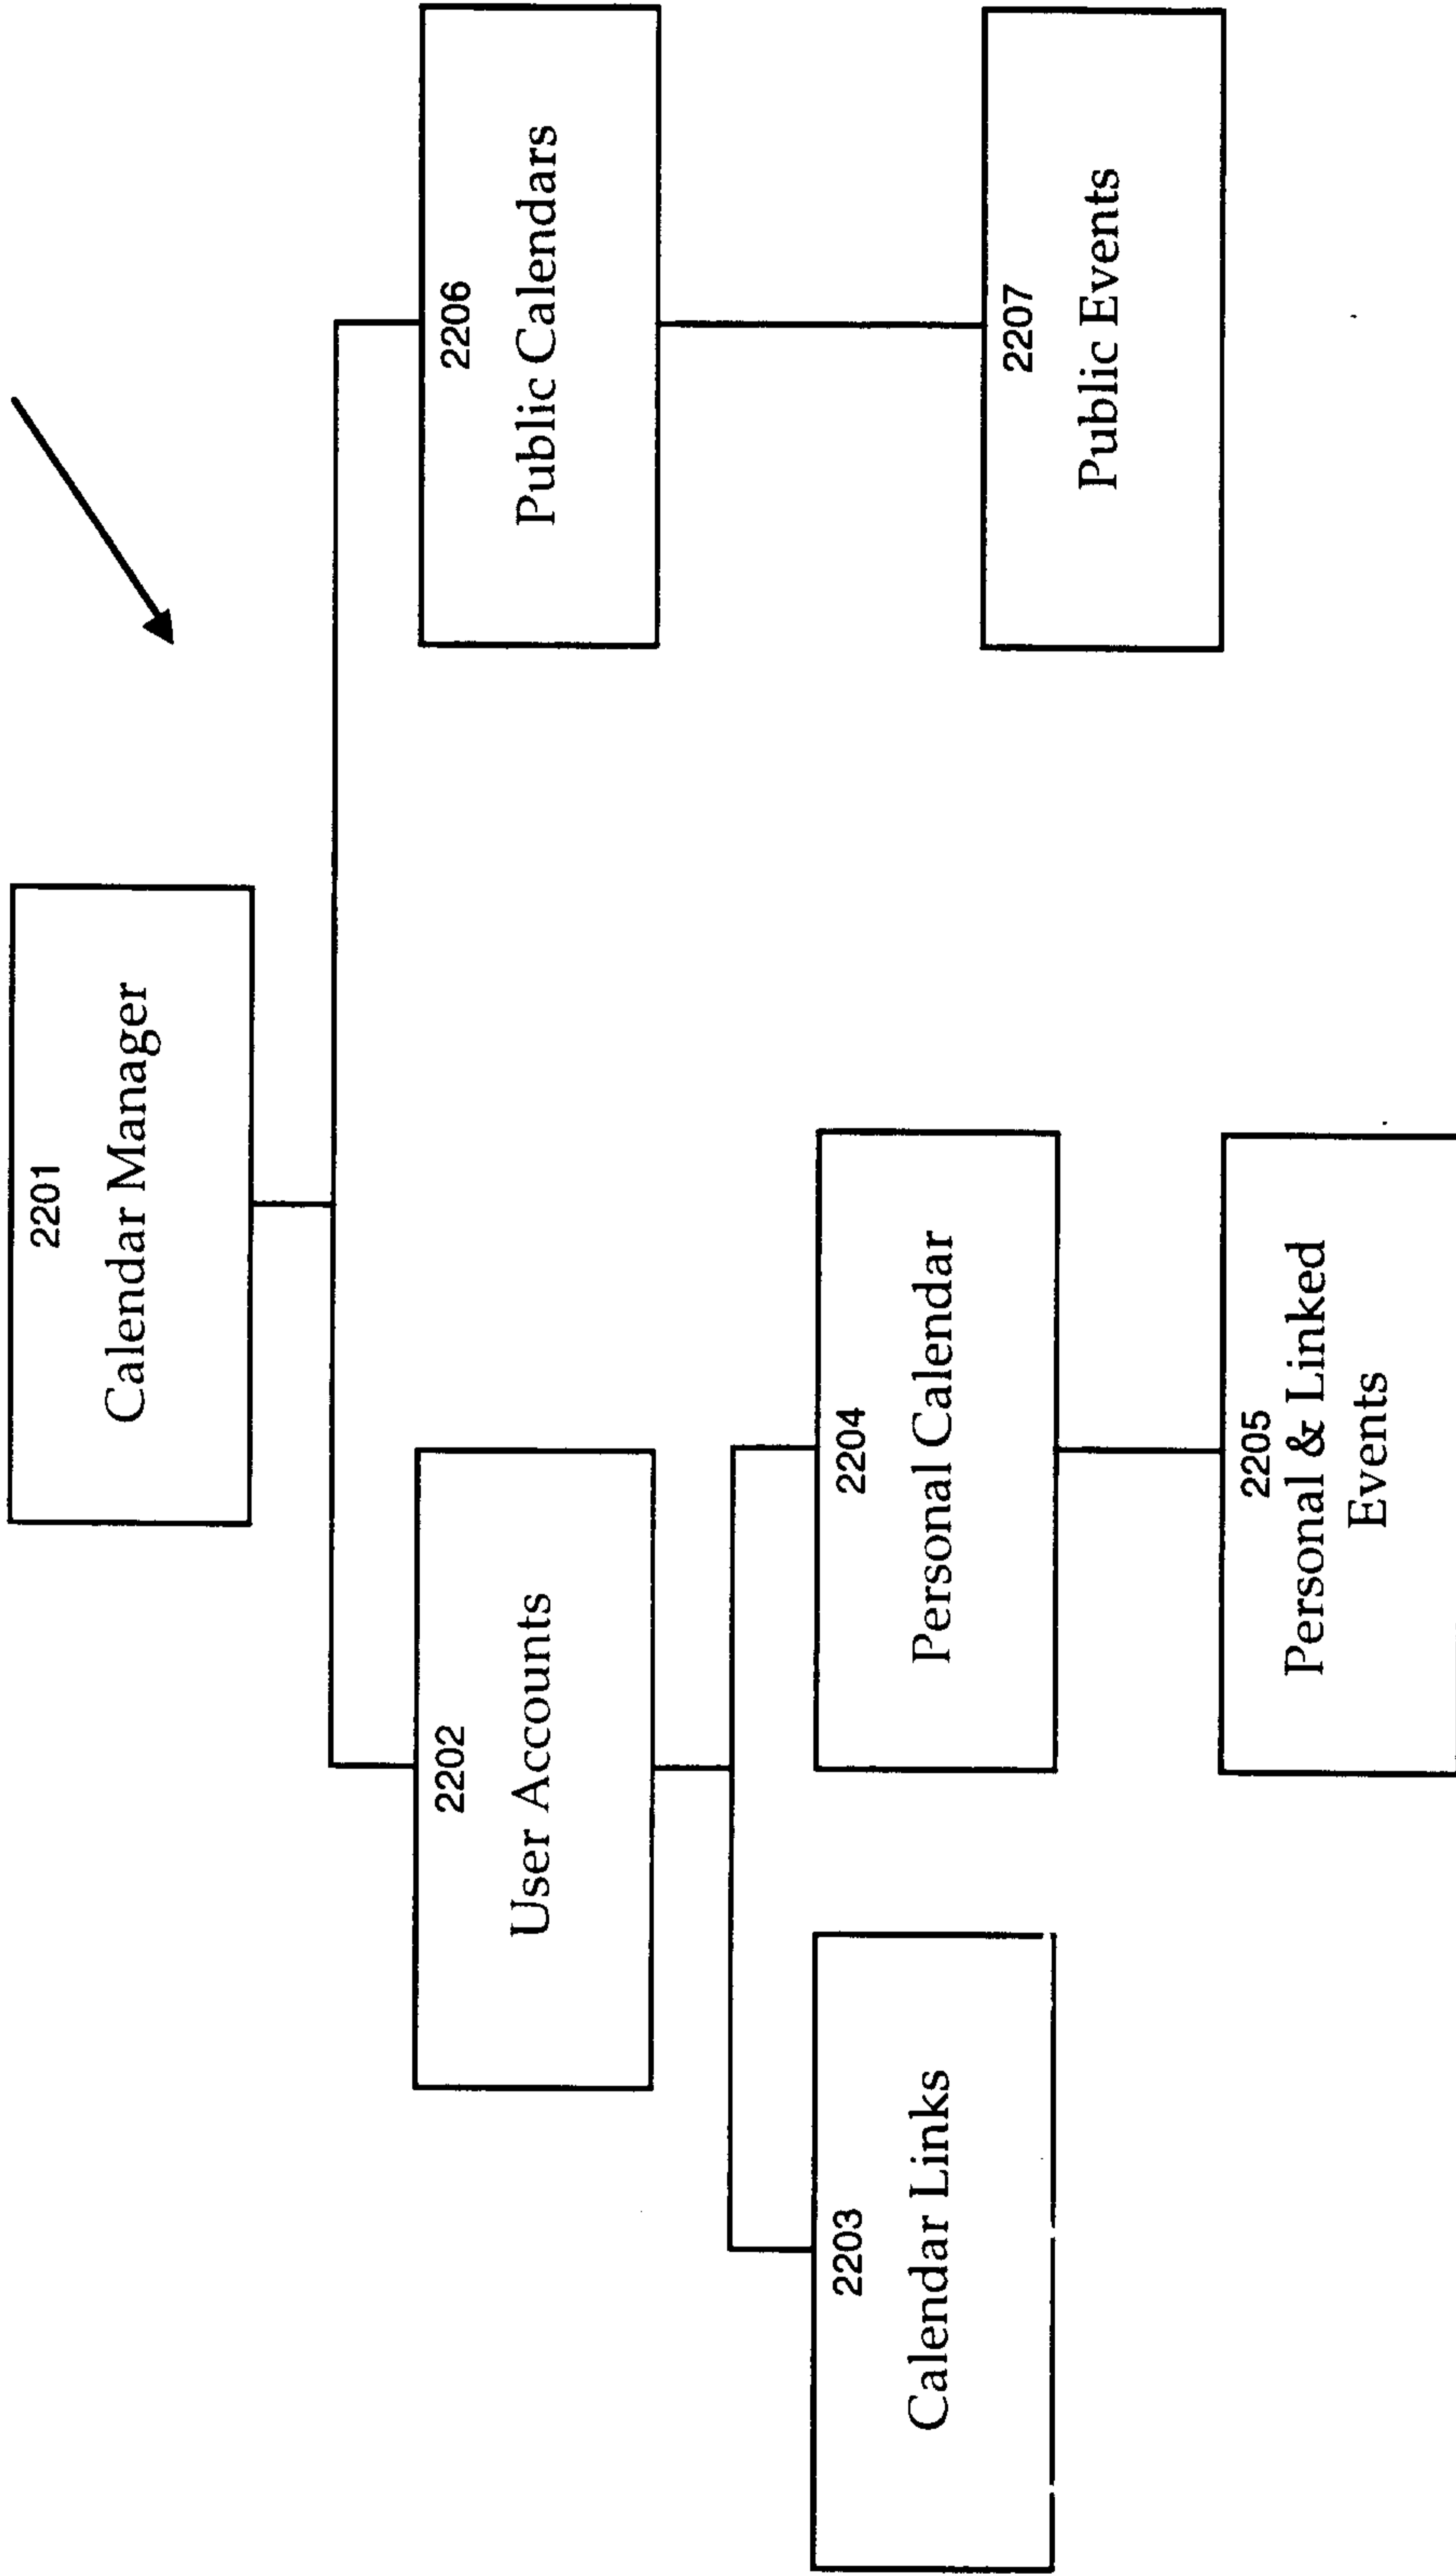 2201
Calendar Manager
2202
User Accounts
2206
Public Calendars
2203
Calendar Links
2204
Personal Calendar
2207
Public Events
2205
Personal & Linked
Events